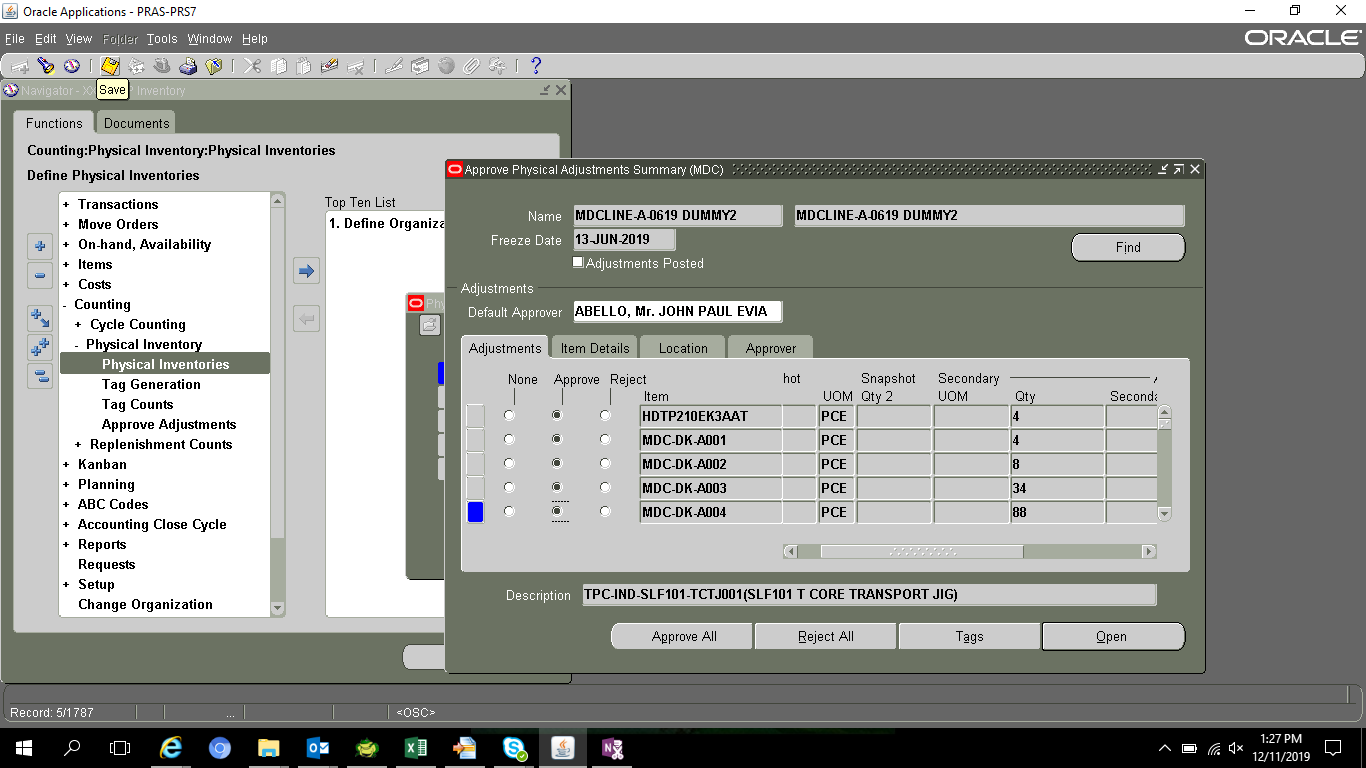 Oracle Applications - PRAS-PRS7
File Edit View Folder Tools Window Help
ORACLE
Save
Navigator - Inventory
Functions Documents
Counting:Physical Inventory:Physical Inventories
Define Physical Inventories
+ Transactions
+ Move Orders
+ On-hand, Availability
+ Items
+ Costs
- Counting
+ Cycle Counting
- Physical Inventory
Physical Inventories
Tag Generation
Tag Counts
Approve Adjustments
+ Replenishment Counts
+ Kanban
+ Planning
+ ABC Codes
+ Accounting Close Cycle
+ Reports
Requests
+ Setup
Change Organization
Top Ten List
1. Define Organiza
Phy
Approve Physical Adjustments Summary (MDC)
Name MDCLINE-A-0619 DUMMY2 MDCLINE-A-0619 DUMMY2
Freeze Date 13-JUN-2019
Find
Adjustments Posted
Adjustments
Default Approver ABELLO, Mr. JOHN PAUL EVIA
Adjustments Item Details Location Approver
None Approve Reject hot Snapshot Secondary
Item UOM Qty 2 UOM Qty Seconda
HDTP210EK3AAT PCE 4
MDC-DK-A001 PCE 4
MDC-DK-A002 PCE 8
MDC-DK-A003 PCE 34
MDC-DK-A004 PCE 88
Description TPC-IND-SLF101-TCTJ001(SLF101 T CORE TRANSPORT JIG)
Approve All Reject All Tags Open
Record: 5/1787 ... <OSC>
1:27 PM
12/11/2019